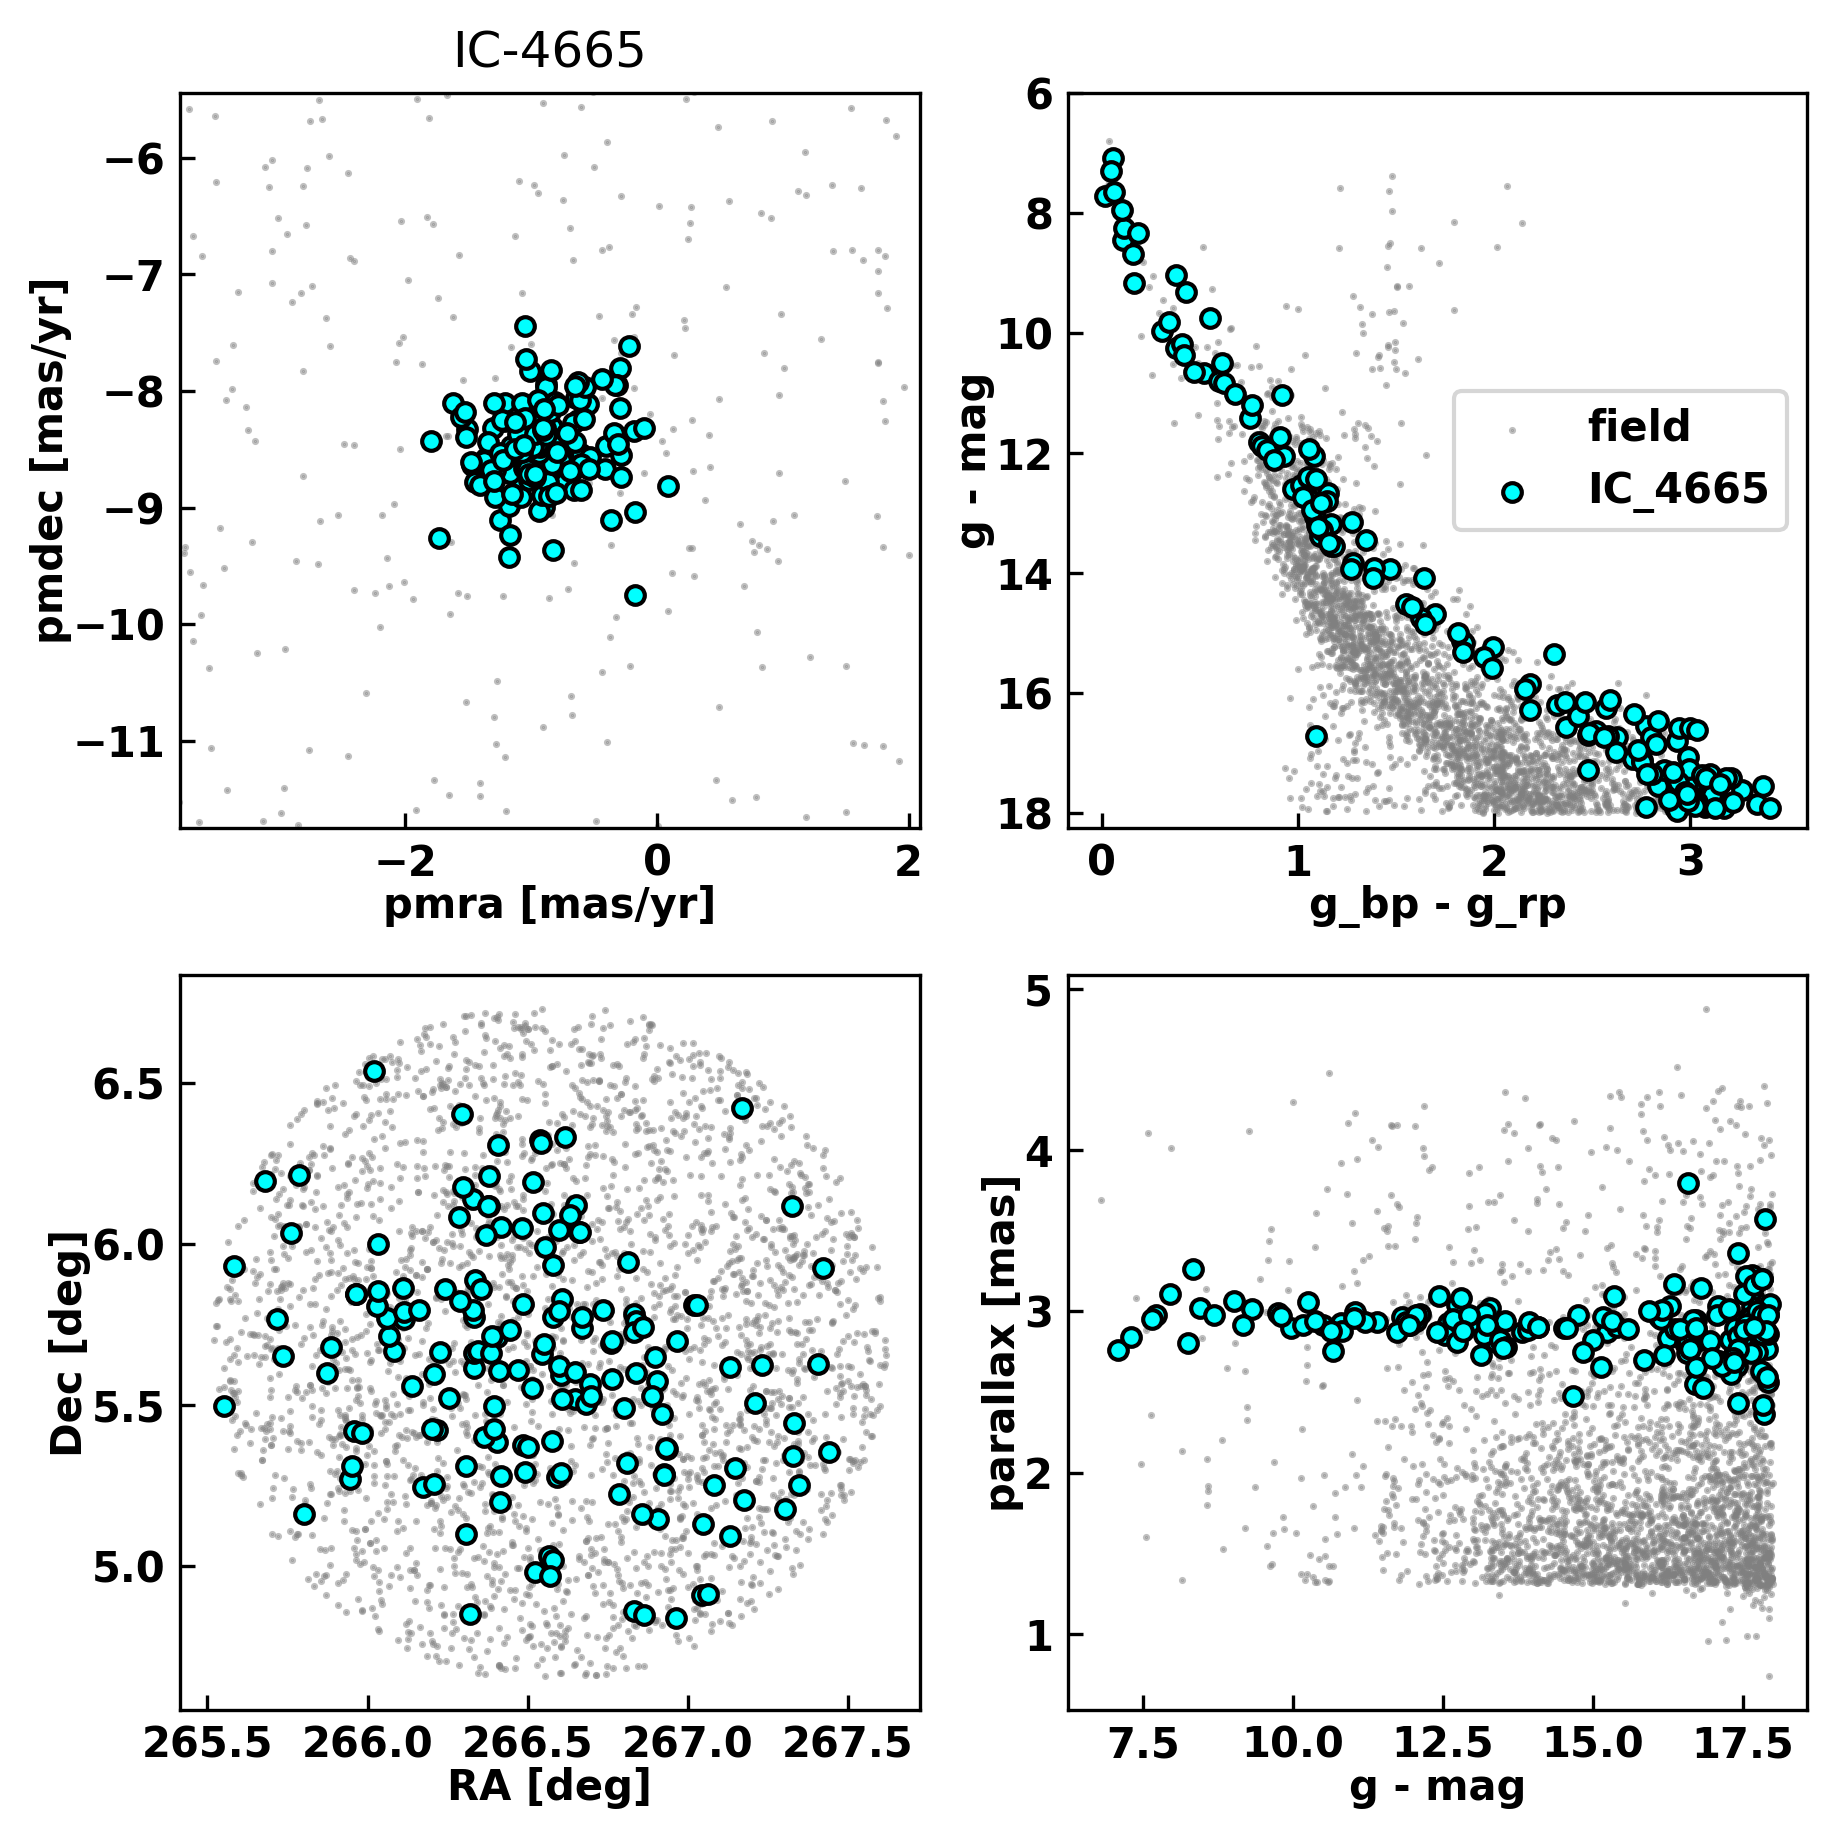 IC-4665
−6
−7
−8
−9
−10
−11
pmdec [mas/yr]
−2 0 2
pmra [mas/yr]
6
8
10
12
14
16
18
g - mag
field
IC_4665
0 1 2 3
g_bp - g_rp
6.5
6.0
5.5
5.0
Dec [deg]
265.5 266.0 266.5 267.0 267.5
RA [deg]
5
4
3
2
1
parallax [mas]
7.5 10.0 12.5 15.0 17.5
g - mag